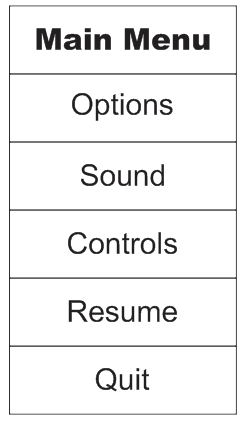 Main Menu
Options
Sound
Controls
Resume
Quit